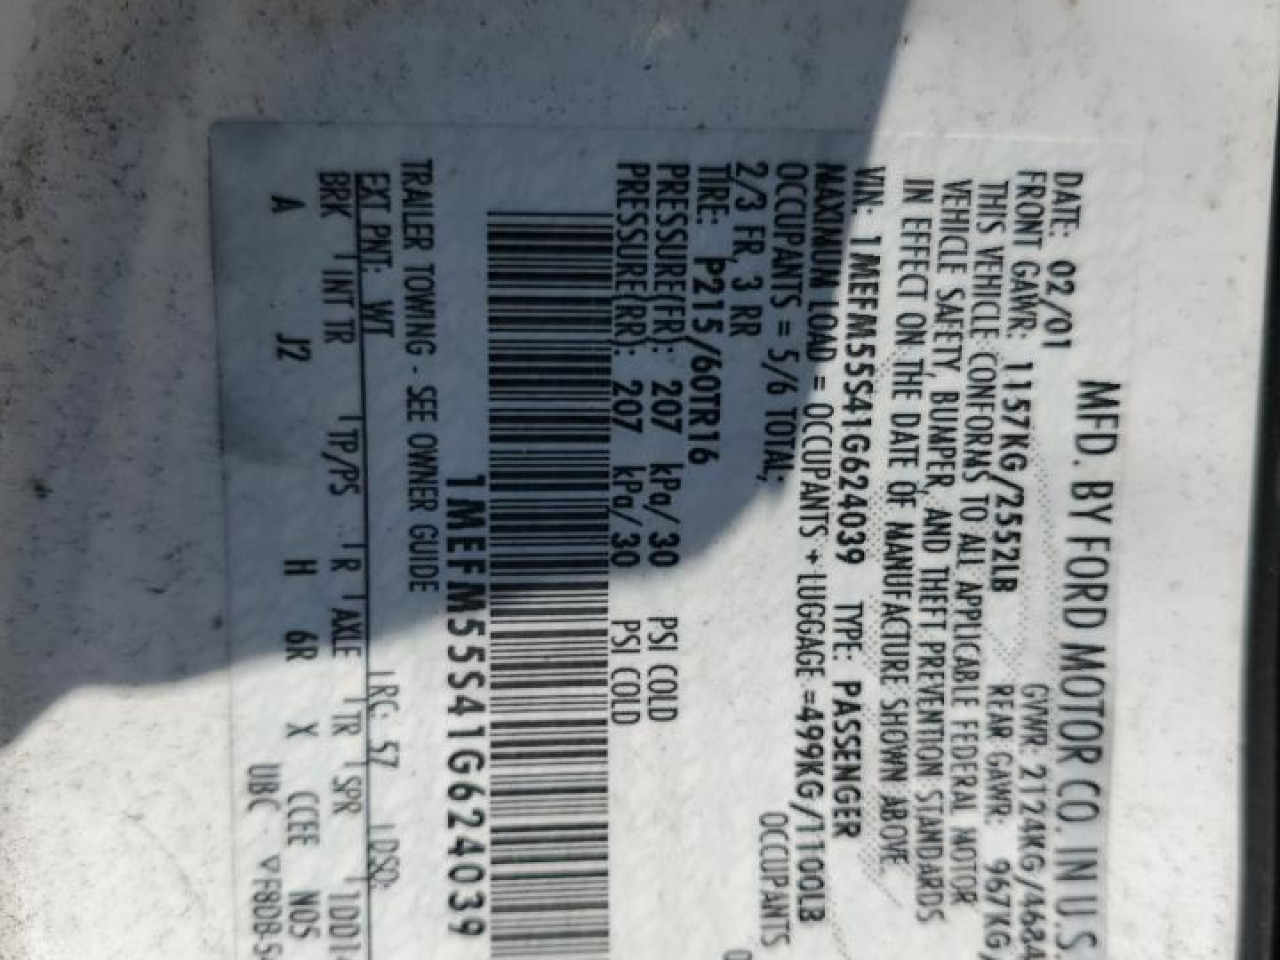 MFD. BY FORD MOTOR CO. IN U.S.
DATE: 02/01 GVWR: 2124KG/4684
FRONT GAWR: 1157KG/2552LB REAR GAWR: 967KG/
THIS VEHICLE CONFORMS TO ALL APPLICABLE FEDERAL MOTOR
VEHICLE SAFETY, BUMPER, AND THEFT PREVENTION STANDARDS
IN EFFECT ON THE DATE OF MANUFACTURE SHOWN ABOVE
VIN: 1MEFM55S41G624039 TYPE: PASSENGER
MAXIMUM LOAD = OCCUPANTS + LUGGAGE =499KG/1100LB
OCCUPANTS = 5/6 TOTAL; OCCUPANTS
2/3 FR, 3 RR
TIRE: P215/60TR16
PRESSURE(FR): 207 kPa/ 30 PSI COLD
PRESSURE(RR): 207 kPa/ 30 PSI COLD
1MEFM55S41G624039
TRAILER TOWING - SEE OWNER GUIDE
EXT PNT: WT RC: 57 DSO:
BRK INT TR TP/PS R AXLE TR SPR
A J2 H 6R X CCEE N05
UBC